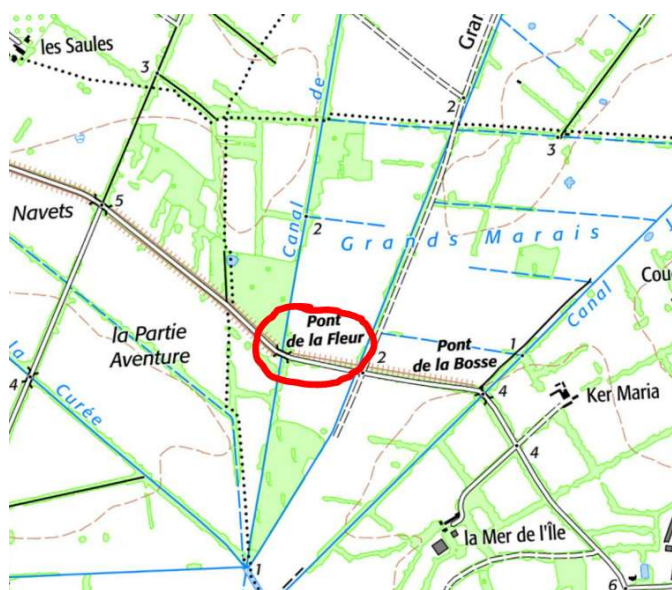 les Saules
3
Gran
2
3
de
5
Navets
Canal
2
Grands Marais
Cou
Pont
de la Fleur
la Partie
Aventure
Pont
de la Bosse
Canal
1
2
4
4
la
Curée
Ker Maria
4
la Mer de l'Île
1
6